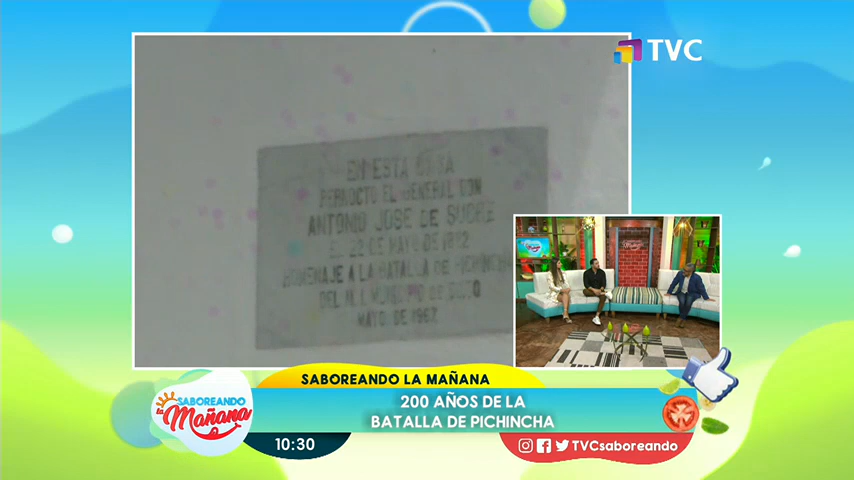 TVC
EN ESTA CASA
PERNOCTO EL GENERAL DON
ANTONIO JOSE DE SUCRE
EL 22 DE MAYO DE 1822
HOMENAJE A LA BATALLA DE PICHINCHA
DEL M.I. MUNICIPIO DE
MAYO DE 1962
SABOREANDO LA MAÑANA
SABOREANDO
la Mañana
200 AÑOS DE LA
BATALLA DE PICHINCHA
10:30
TVCsaboreando